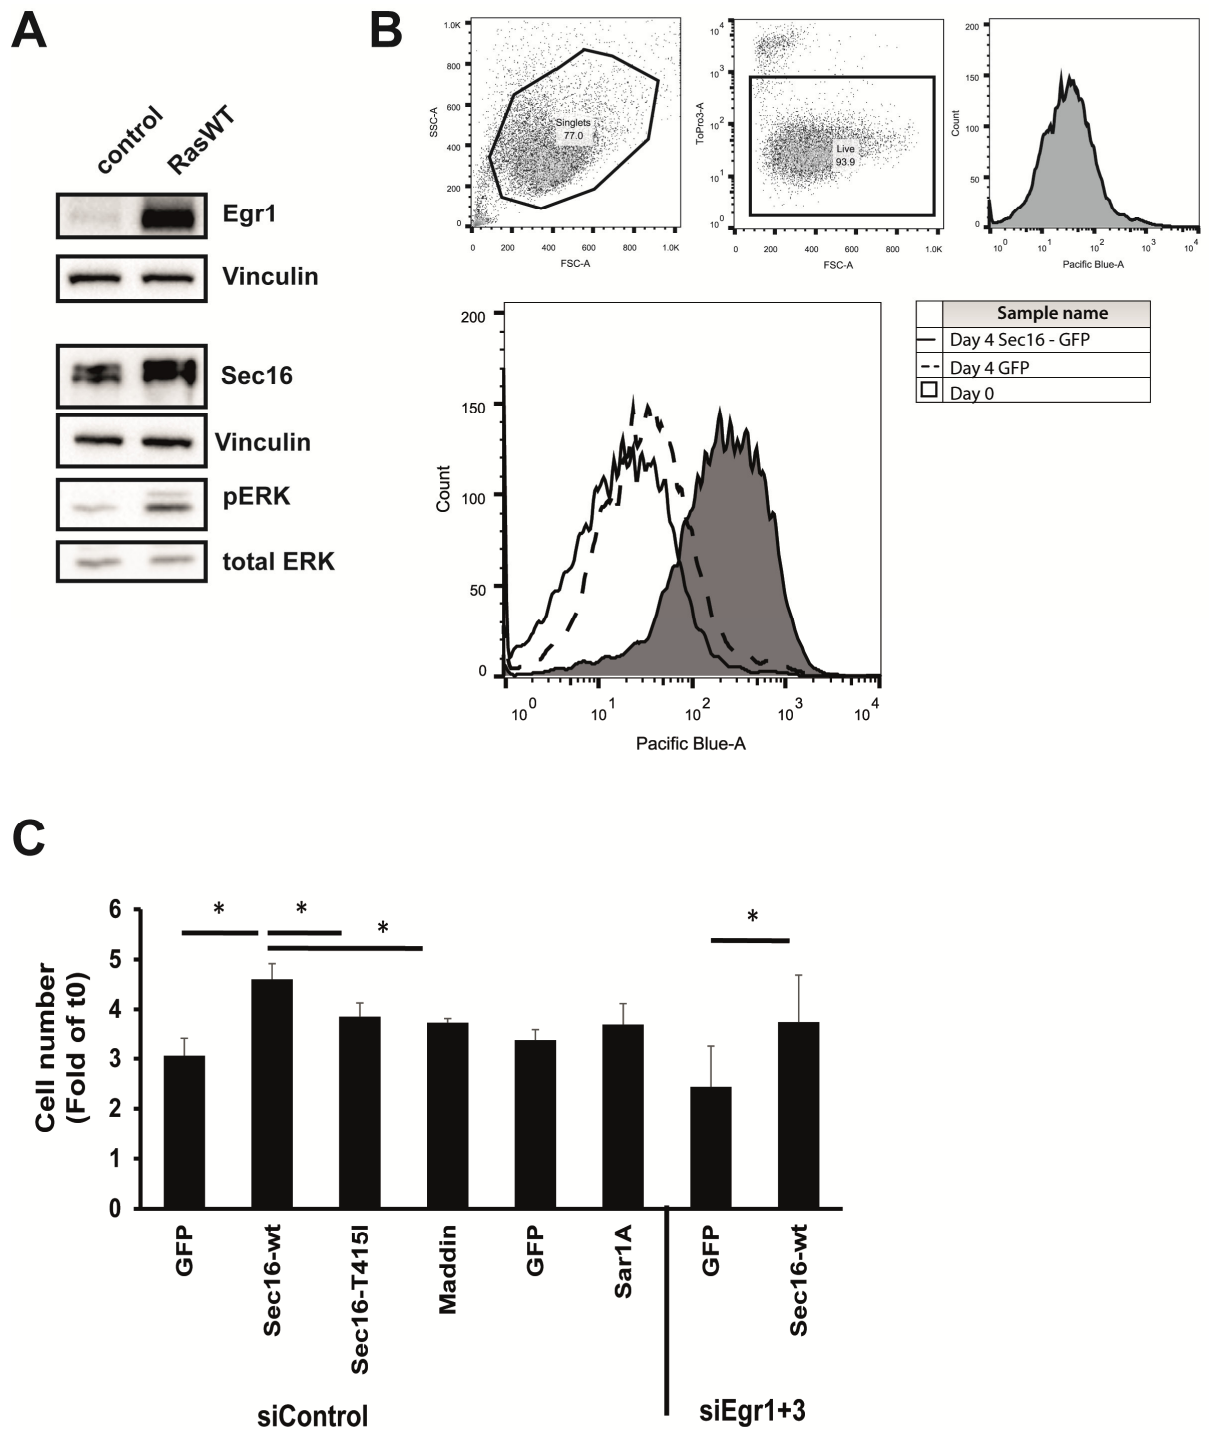 A
control
RasWT
Egr1
Vinculin
Sec16
Vinculin
pERK
total ERK
B
1.0K
800
600
400
200
0
SSC-A
Singlets
77.0
0 200 400 600 800 1.0K
FSC-A
10 4
10 3
10 2
10 1
10 0
ToPro3-A
Live
93.9
0 200 400 600 800 1.0K
FSC-A
200
150
100
50
0
Count
10 0 10 1 10 2 10 3 10 4
Pacific Blue-A
200
150
100
50
0
Count
10 0 10 1 10 2 10 3 10 4
Pacific Blue-A
Sample name
Day 4 Sec16 - GFP
Day 4 GFP
Day 0
C
6
5
4
3
2
1
0
Cell number
(Fold of t0)
* * * *
GFP
Sec16-wt
Sec16-T415I
Maddin
GFP
Sar1A
GFP
Sec16-wt
siControl
siEgr1+3